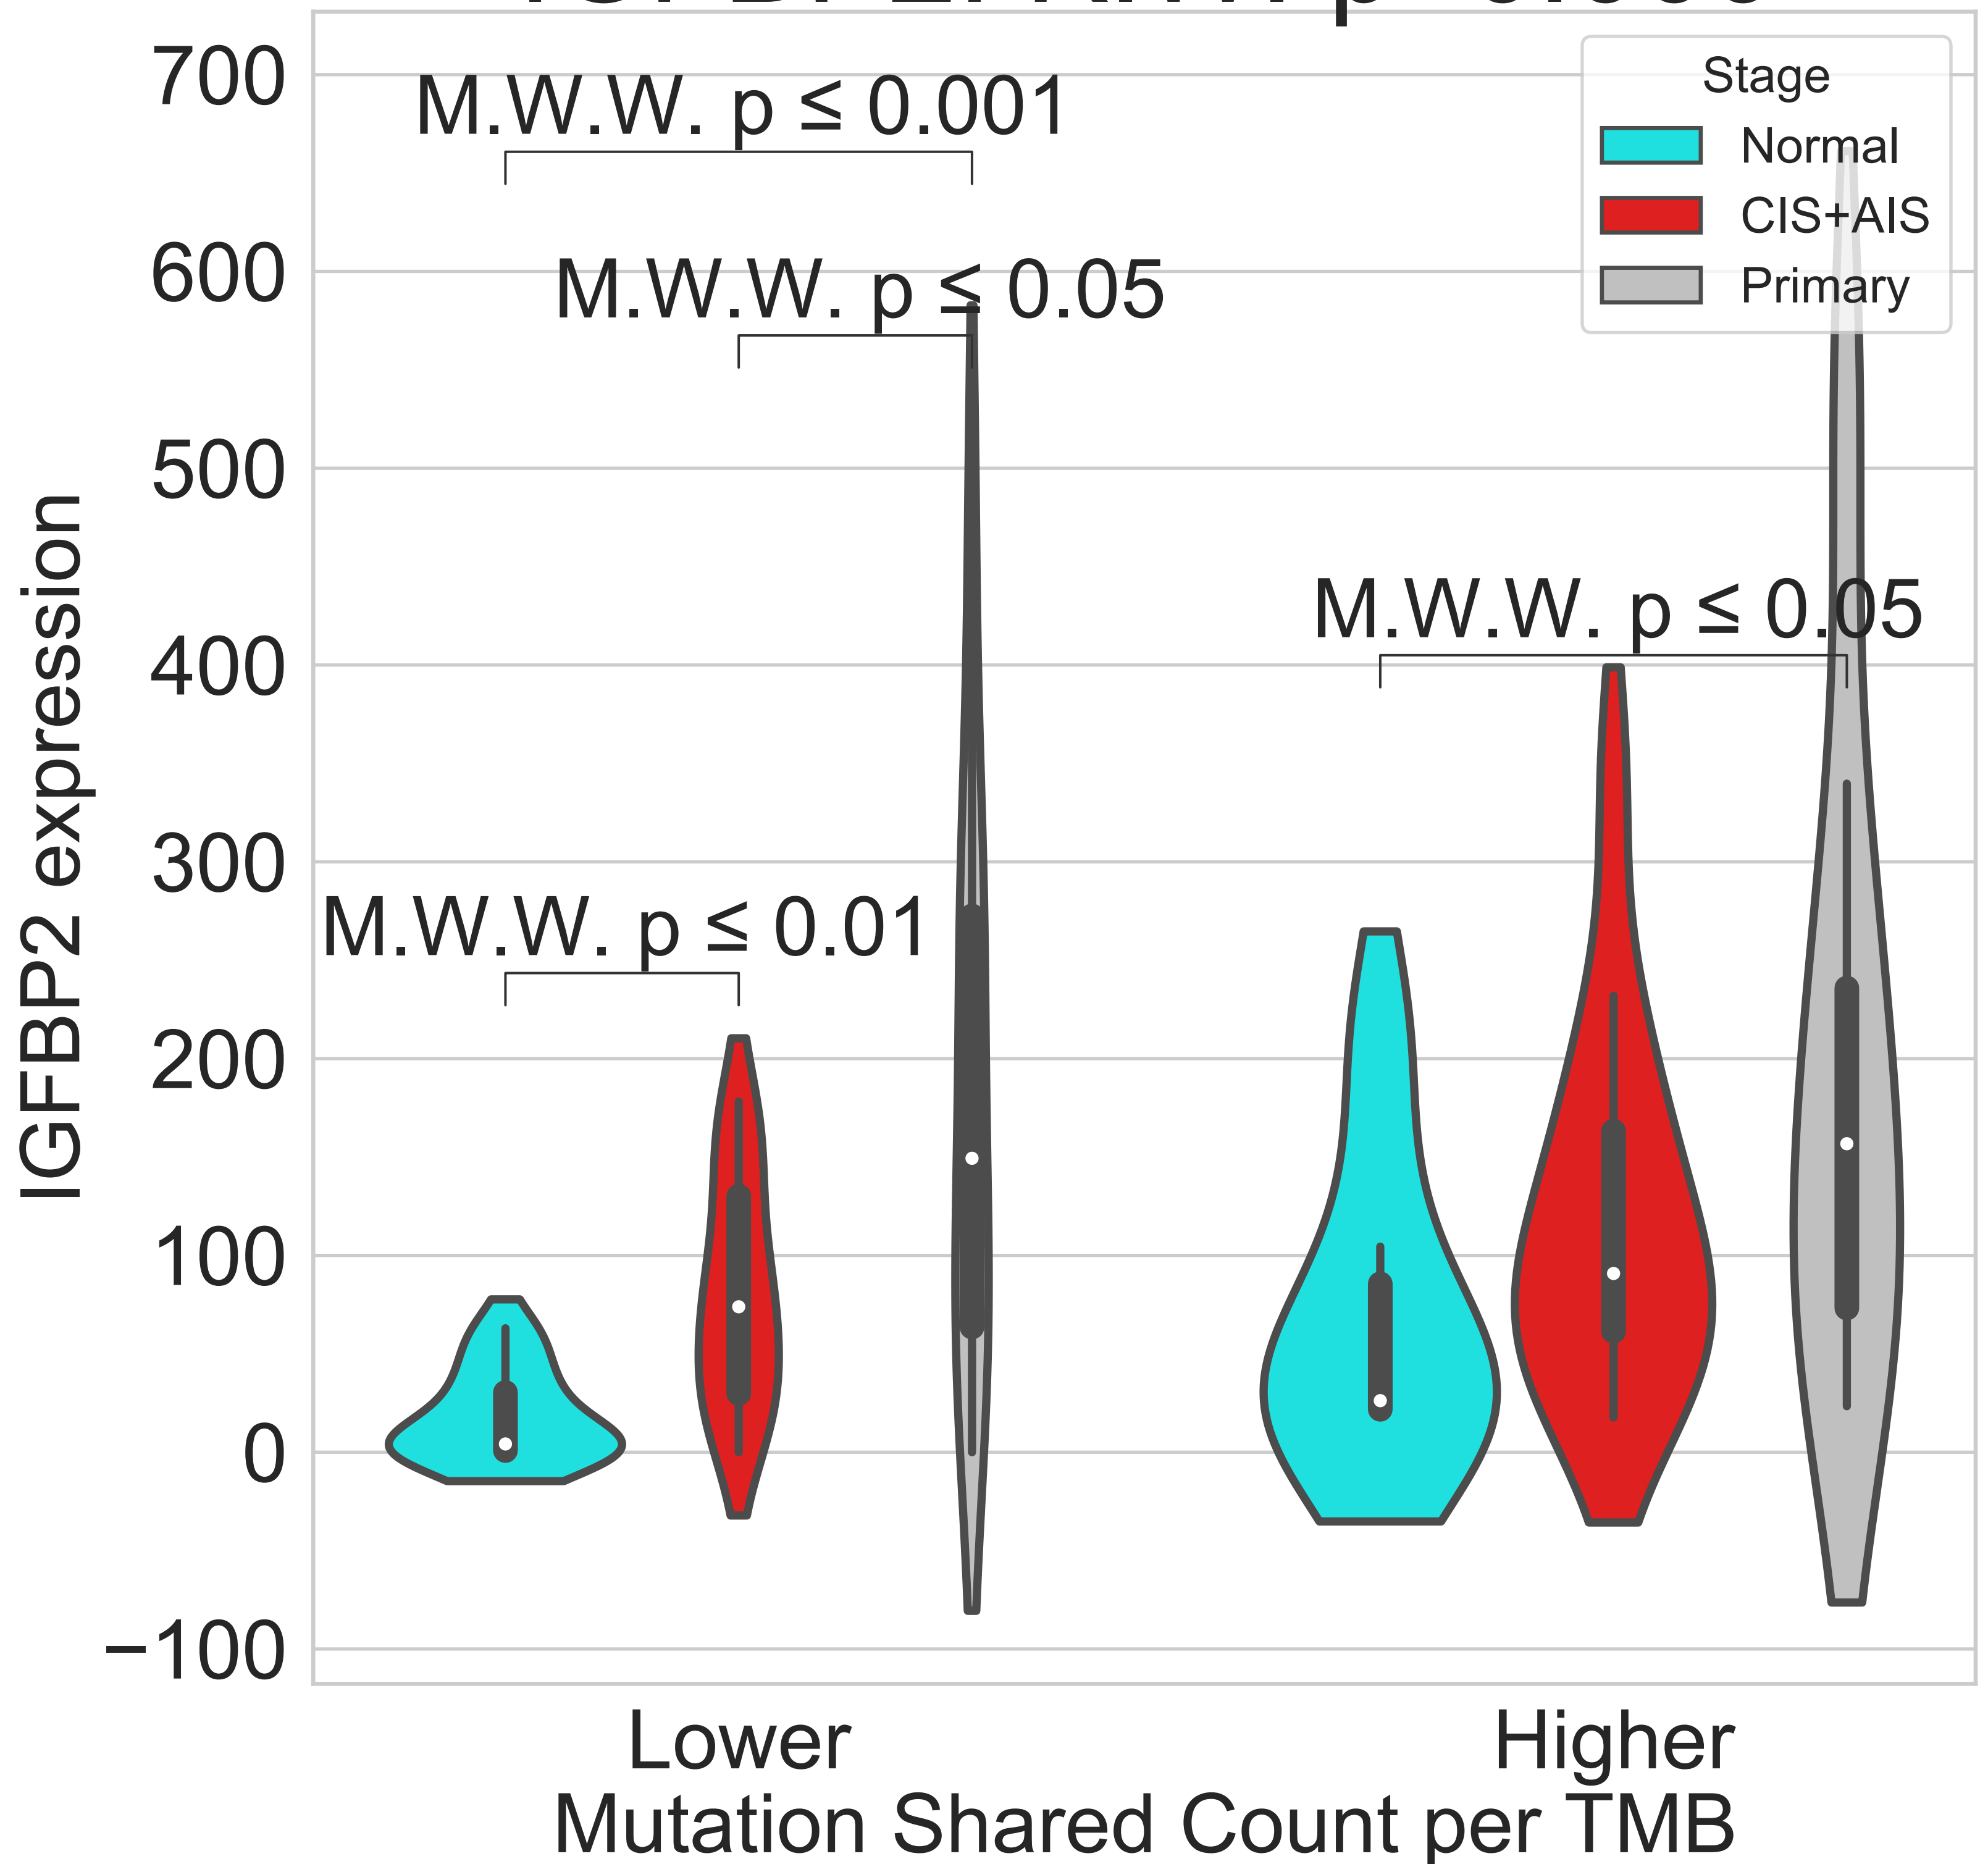 700
600
500
400
300
200
100
0
−100
IGFBP2 expression
M.W.W. p ≤ 0.001
M.W.W. p ≤ 0.05
M.W.W. p ≤ 0.01
M.W.W. p ≤ 0.05
Stage
Normal
CIS+AIS
Primary
Lower
Higher
Mutation Shared Count per TMB